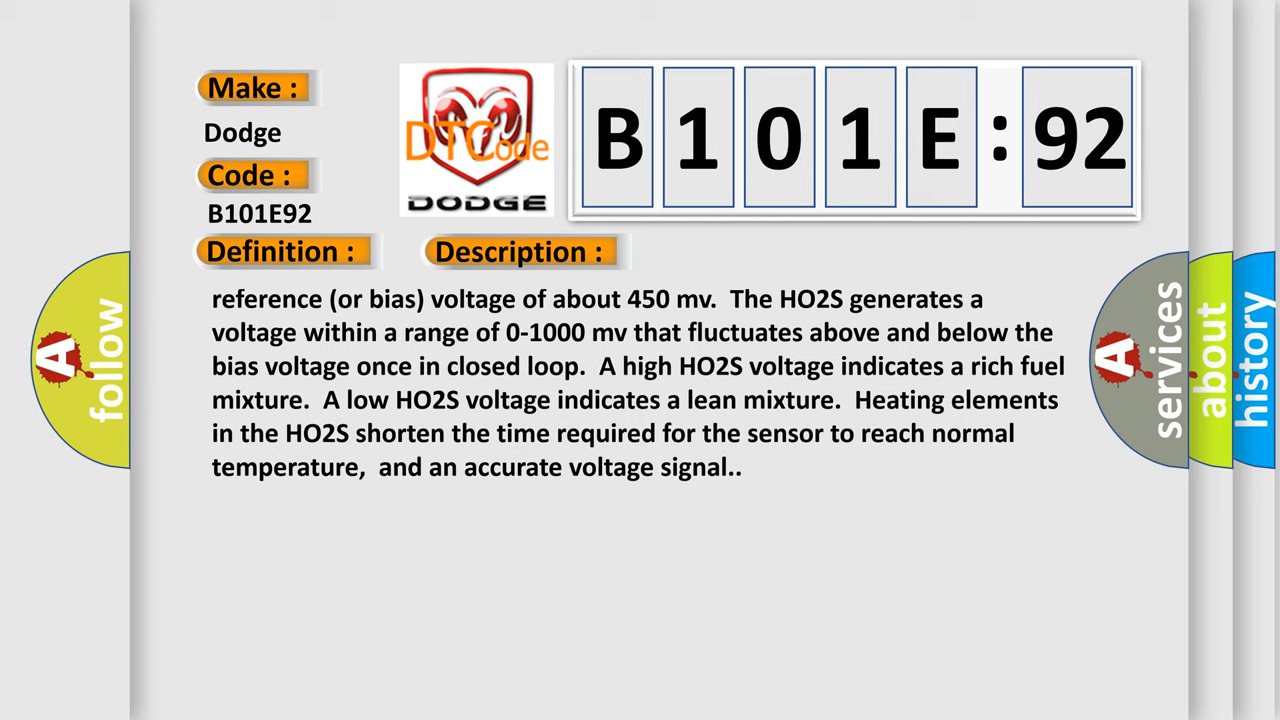 Make :
Dodge
Code :
B101E92
Definition :
Description :
DTCode
DODGE
B101E:92
reference (or bias) voltage of about 450 mv.  The HO2S generates a
voltage within a range of 0-1000 mv that fluctuates above and below the
bias voltage once in closed loop.  A high HO2S voltage indicates a rich fuel
mixture.  A low HO2S voltage indicates a lean mixture.  Heating elements
in the HO2S shorten the time required for the sensor to reach normal
temperature,  and an accurate voltage signal..
A
follow
A
services
about
history